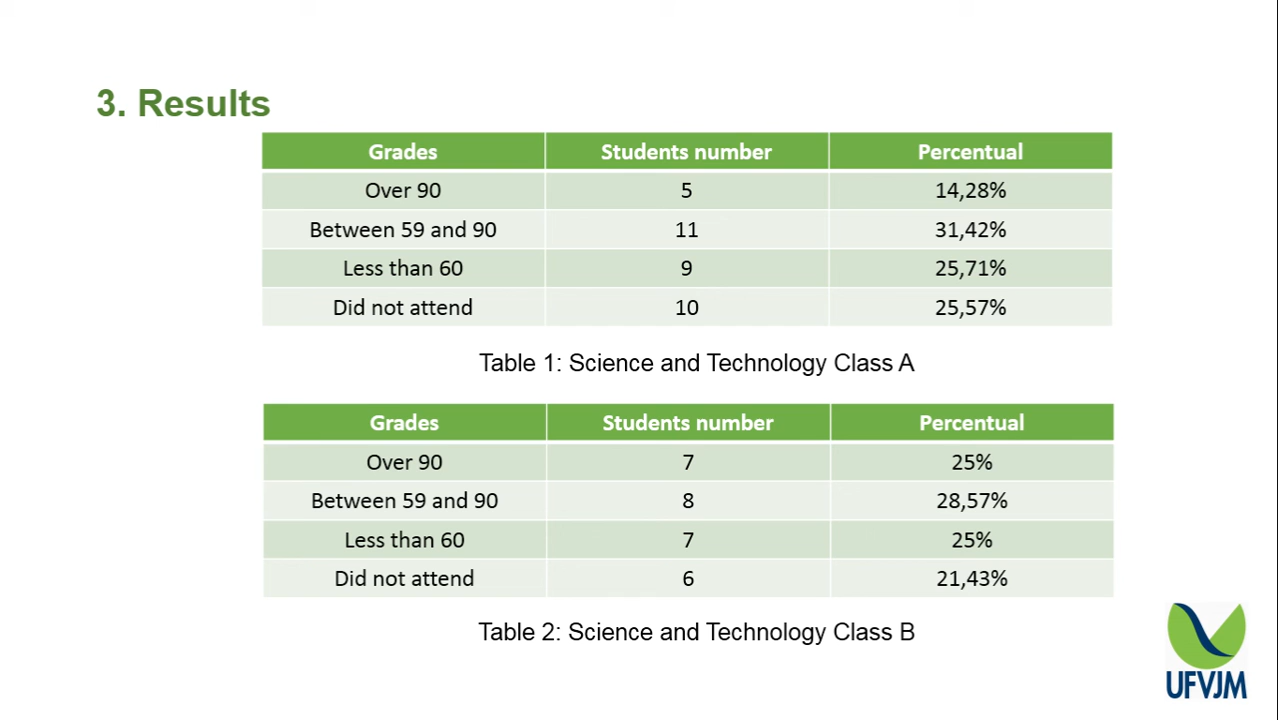 3. Results
Grades Students number Percentual
Over 90 5 14,28%
Between 59 and 90 11 31,42%
Less than 60 9 25,71%
Did not attend 10 25,57%
Table 1: Science and Technology Class A
Grades Students number Percentual
Over 90 7 25%
Between 59 and 90 8 28,57%
Less than 60 7 25%
Did not attend 6 21,43%
Table 2: Science and Technology Class B
UFVJM